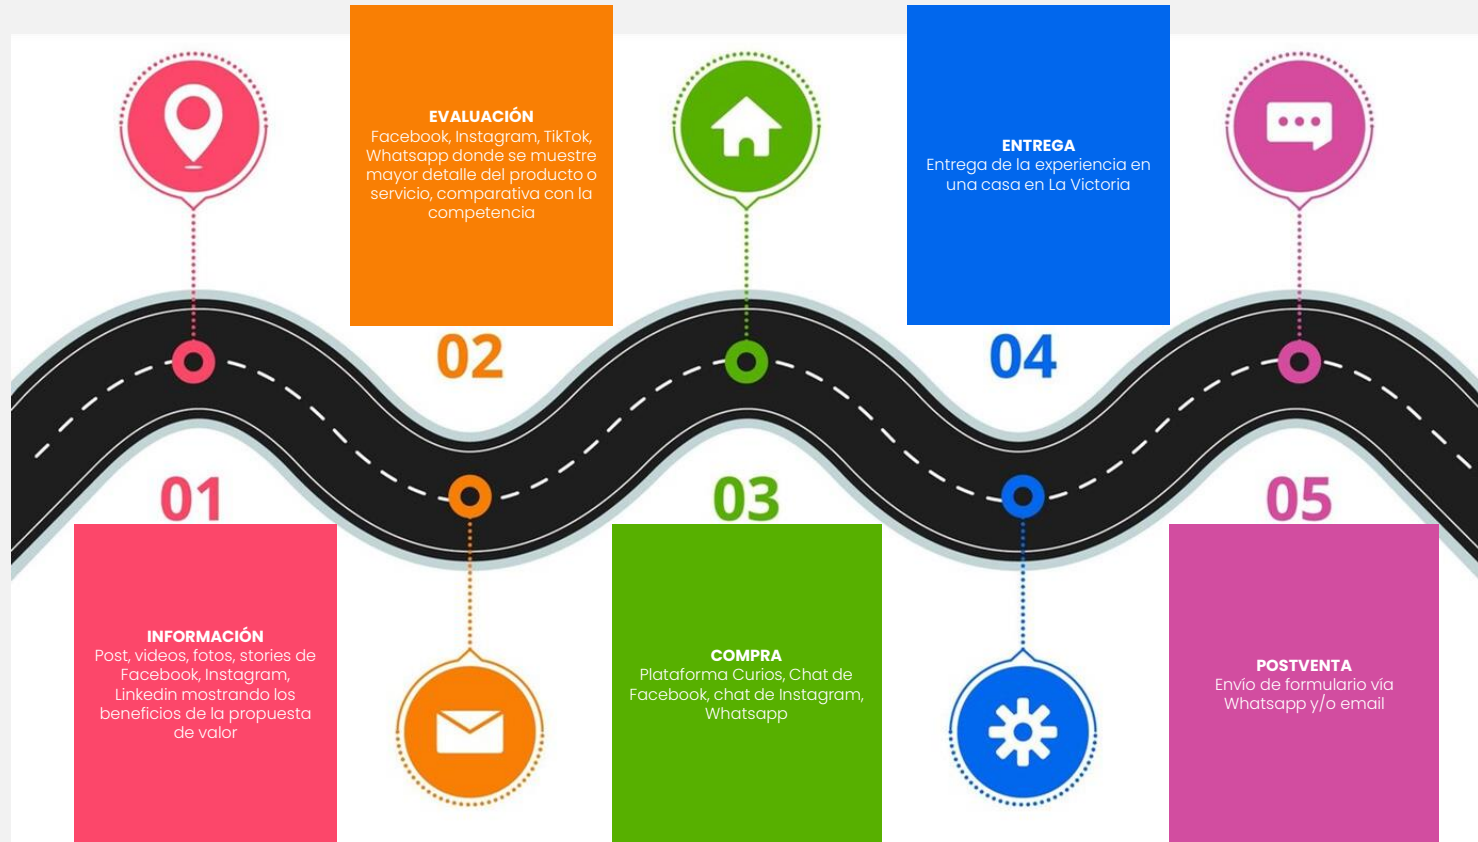 01
INFORMACIÓN
Post, videos, fotos, stories de
Facebook, Instagram,
Linkedin mostrando los
beneficios de la propuesta
de valor
EVALUACIÓN
Facebook, Instagram, TikTok,
Whatsapp donde se muestre
mayor detalle del producto o
servicio, comparativa con la
competencia
02
03
COMPRA
Plataforma Curios, Chat de
Facebook, chat de Instagram,
Whatsapp
ENTREGA
Entrega de la experiencia en
una casa en La Victoria
04
05
POSTVENTA
Envío de formulario vía
Whatsapp y/o email